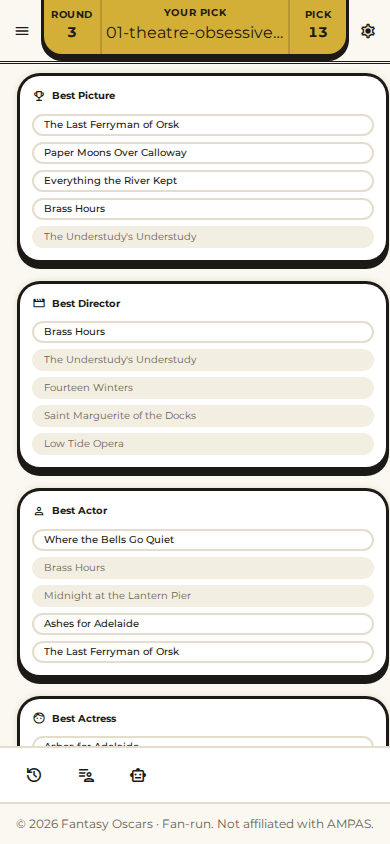 ROUND
3
YOUR PICK
01-theatre-obsessive...
PICK
13
Best Picture
The Last Ferryman of Orsk
Paper Moons Over Calloway
Everything the River Kept
Brass Hours
The Understudy's Understudy
Best Director
Brass Hours
The Understudy's Understudy
Fourteen Winters
Saint Marguerite of the Docks
Low Tide Opera
Best Actor
Where the Bells Go Quiet
Brass Hours
Midnight at the Lantern Pier
Ashes for Adelaide
The Last Ferryman of Orsk
Best Actress
Ashes for Adelaide
© 2026 Fantasy Oscars · Fan-run. Not affiliated with AMPAS.